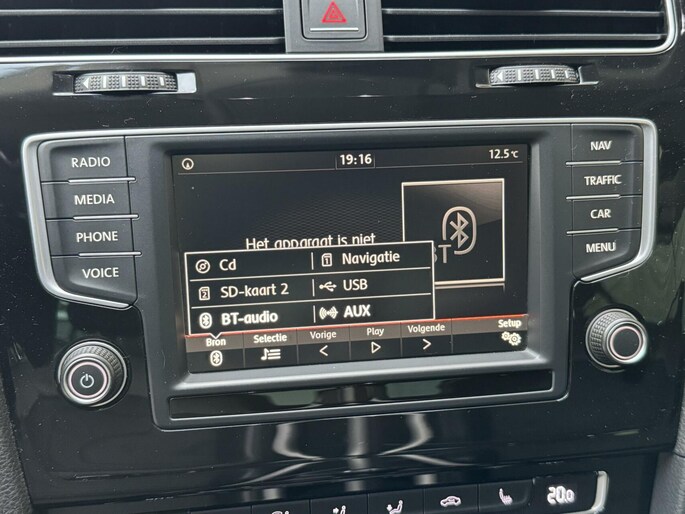 19:16
12.5°C
RADIO
MEDIA
PHONE
VOICE
NAV
TRAFFIC
CAR
MENU
Het apparaat is niet
BT
Cd
Navigatie
SD-kaart 2
USB
BT-audio
AUX
Bron
Selectie
Vorige
Play
Volgende
Setup
20.0